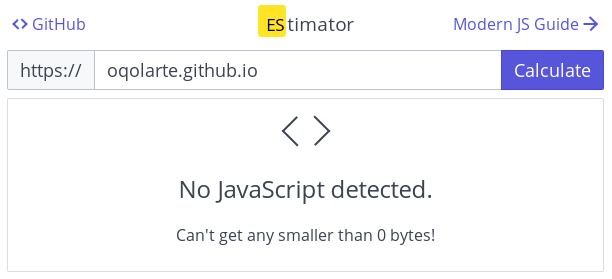 <> GitHub
EStimator
Modern JS Guide →
https:// oqolarte.github.io Calculate
< >
No JavaScript detected.
Can't get any smaller than 0 bytes!